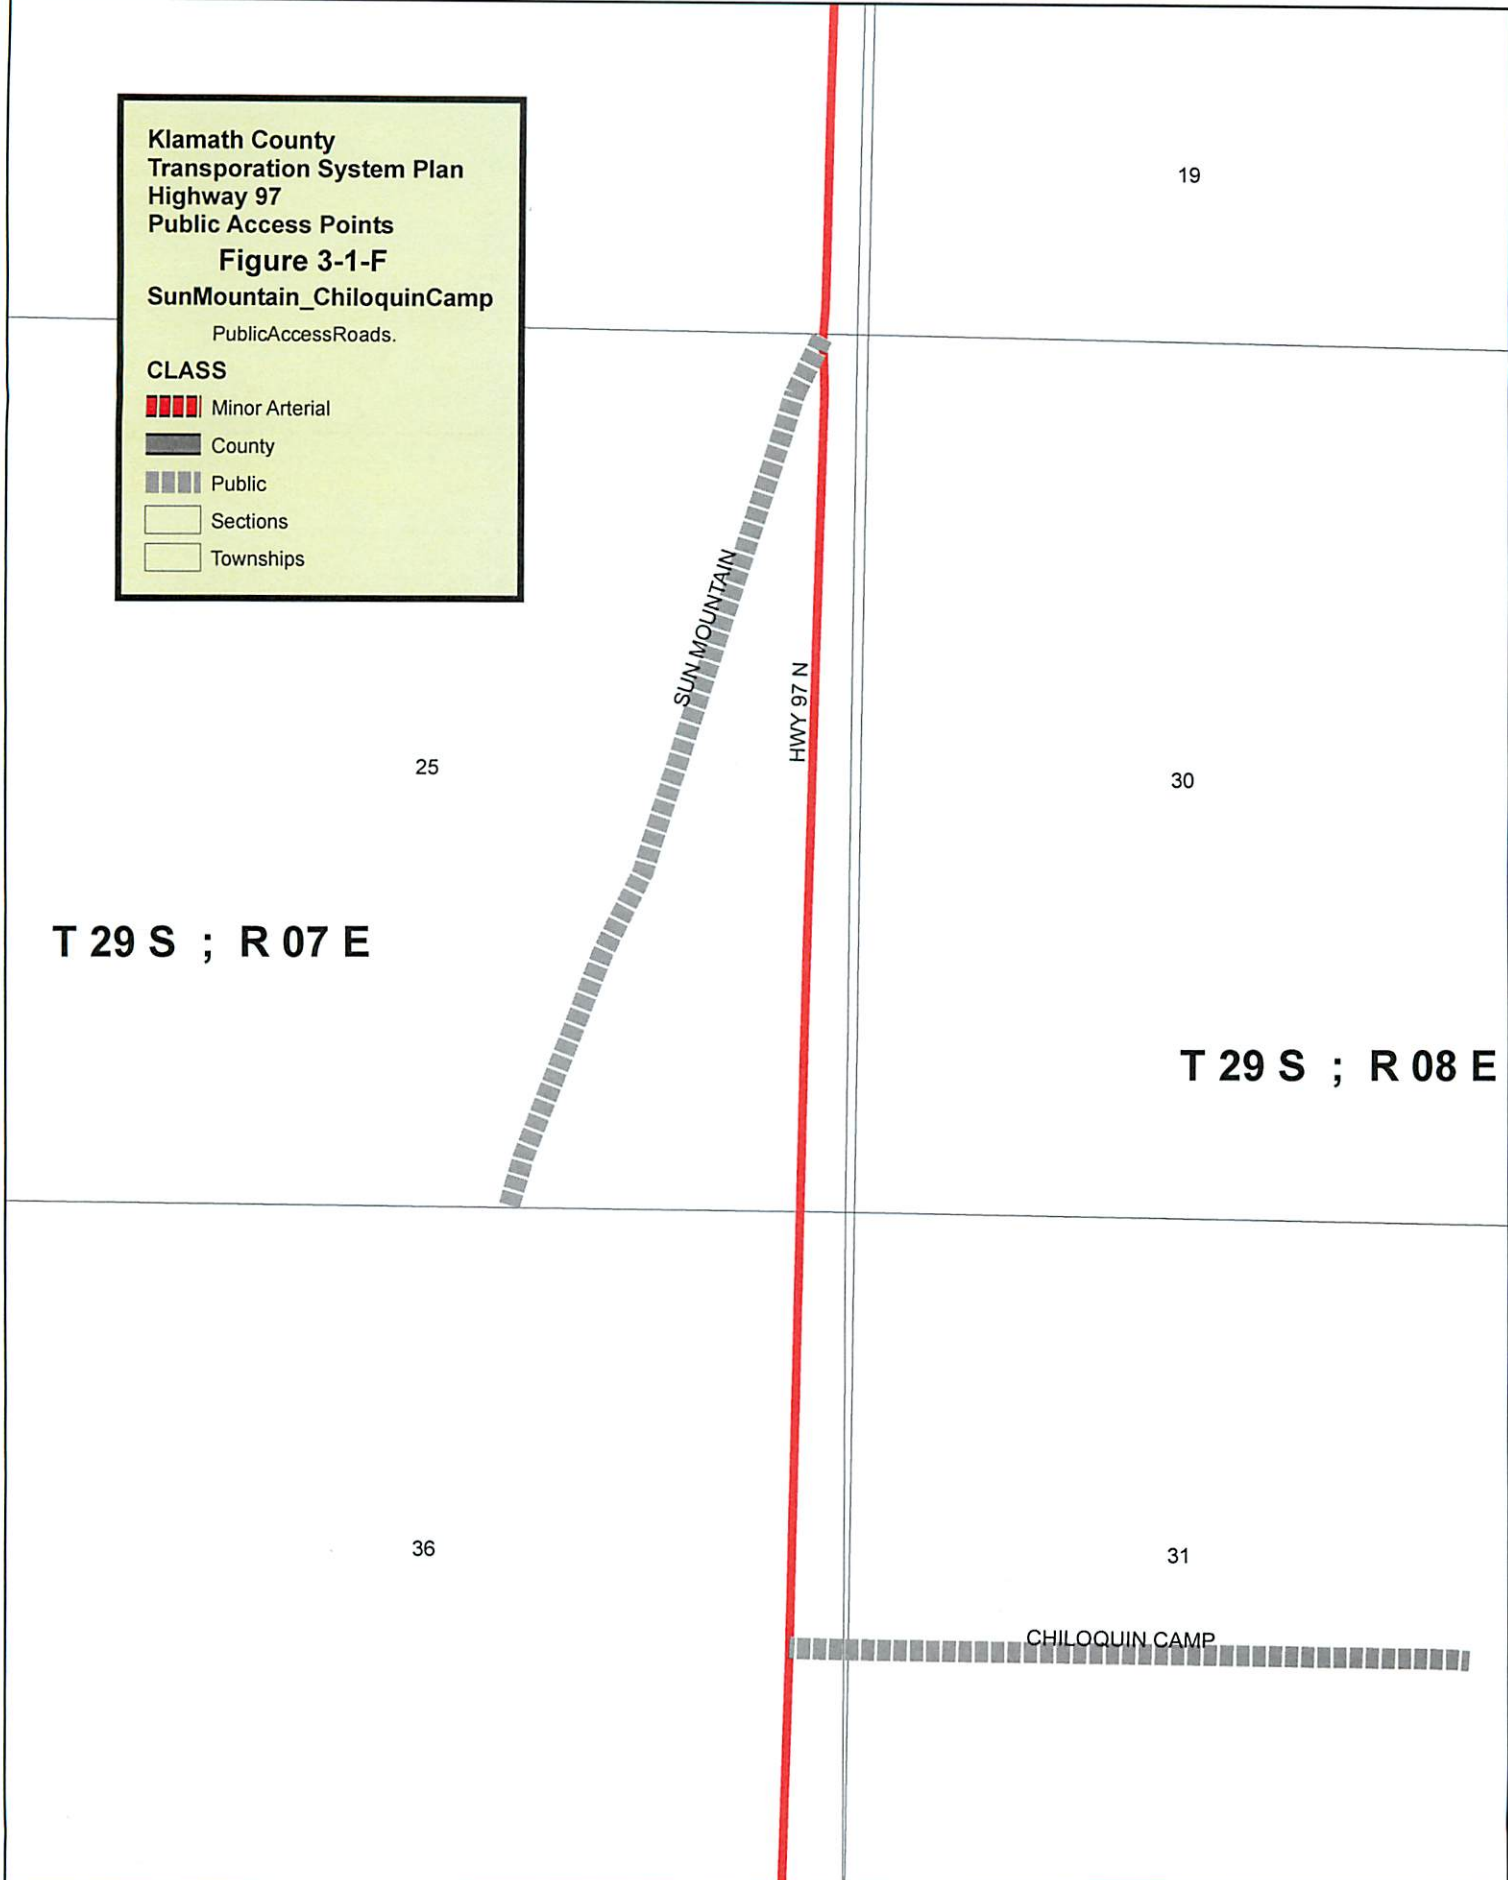 Klamath County
Transporation System Plan
Highway 97
Public Access Points
Figure 3-1-F
SunMountain_ChiloquinCamp
PublicAccessRoads.
CLASS
Minor Arterial
County
Public
Sections
Townships
19
SUN MOUNTAIN
HWY 97 N
25
30
T 29 S ; R 07 E
T 29 S ; R 08 E
36
31
CHILOQUIN CAMP